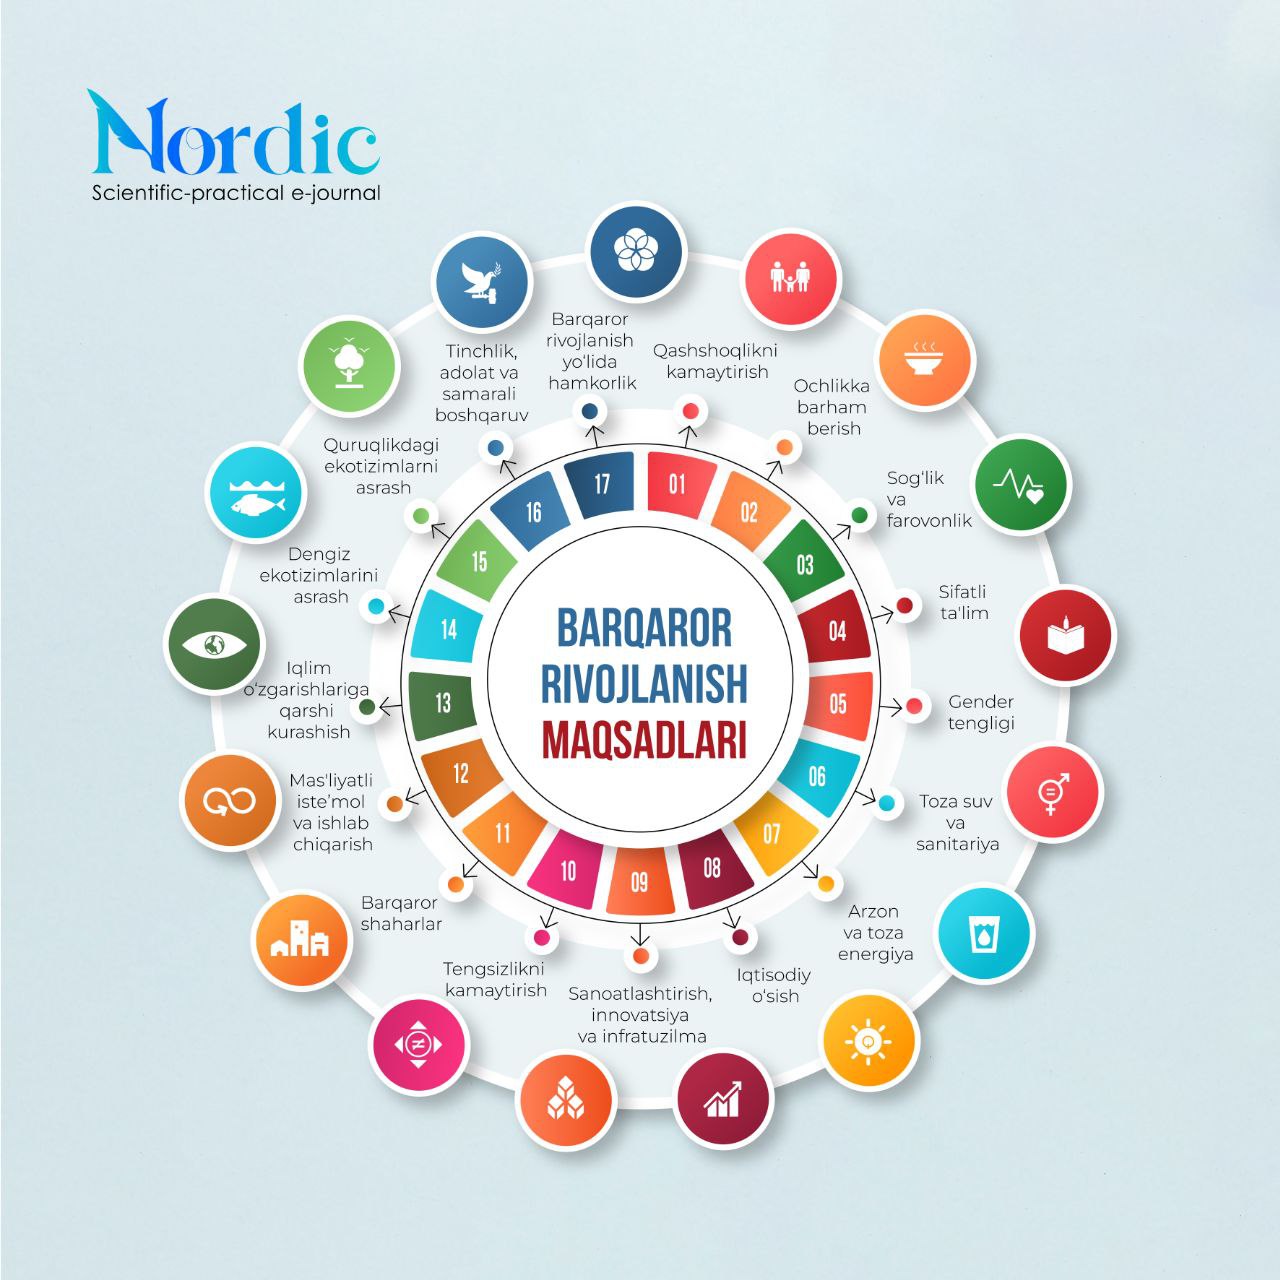 Nordic
Scientific-practical e-journal
BARQAROR
RIVOJLANISH
MAQSADLARI
01
Qashshoqlikni
kamaytirish
02
Ochlikka
barham
berish
03
Sog‘lik
va
farovonlik
04
Sifatli
ta'lim
05
Gender
tengligi
06
Toza suv
va
sanitariya
07
Arzon
va toza
energiya
08
Iqtisodiy
o‘sish
09
Sanoatlashtirish,
innovatsiya
va infratuzilma
10
Tengsizlikni
kamaytirish
11
Barqaror
shaharlar
12
Mas'liyatli
iste’mol
va ishlab
chiqarish
13
Iqlim
o‘zgarishlariga
qarshi
kurashish
14
Dengiz
ekotizimlarini
asrash
15
Quruqlikdagi
ekotizimlarni
asrash
16
Tinchlik,
adolat va
samarali
boshqaruv
17
Barqaror
rivojlanish
yo‘lida
hamkorlik